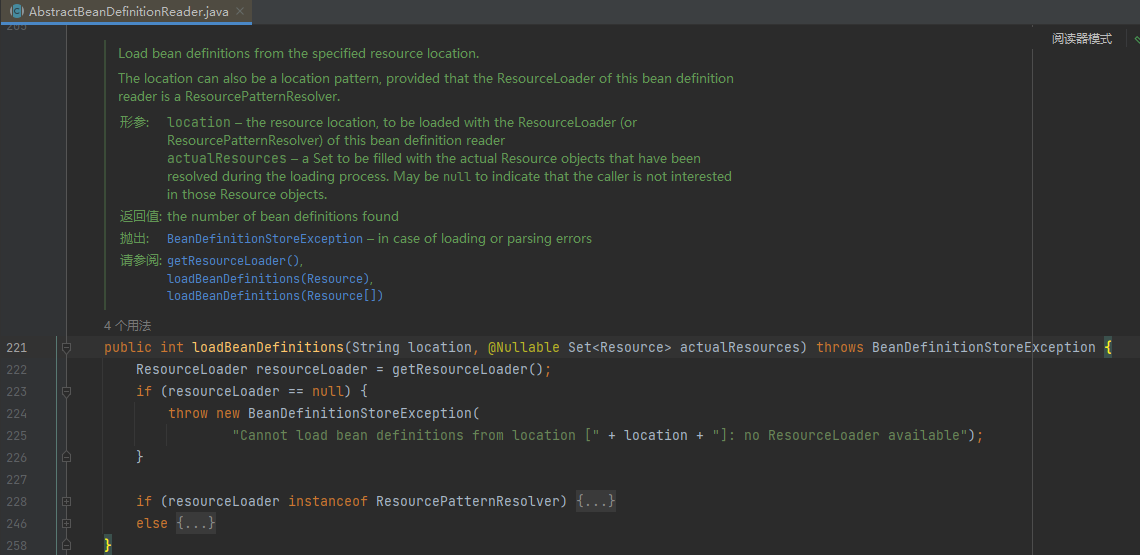 AbstractBeanDefinitionReader.java
阅读器模式
Load bean definitions from the specified resource location.
The location can also be a location pattern, provided that the ResourceLoader of this bean definition
reader is a ResourcePatternResolver.
形参: location – the resource location, to be loaded with the ResourceLoader (or
ResourcePatternResolver) of this bean definition reader
actualResources – a Set to be filled with the actual Resource objects that have been
resolved during the loading process. May be null to indicate that the caller is not interested
in those Resource objects.
返回值: the number of bean definitions found
抛出: BeanDefinitionStoreException – in case of loading or parsing errors
请参阅: getResourceLoader(),
loadBeanDefinitions(Resource),
loadBeanDefinitions(Resource[])
4 个用法
221 public int loadBeanDefinitions(String location, @Nullable Set<Resource> actualResources) throws BeanDefinitionStoreException {
222 ResourceLoader resourceLoader = getResourceLoader();
223 if (resourceLoader == null) {
224 throw new BeanDefinitionStoreException(
225 "Cannot load bean definitions from location [" + location + "]: no ResourceLoader available");
226 }
227
228 if (resourceLoader instanceof ResourcePatternResolver) {...}
246 else {...}
258 }